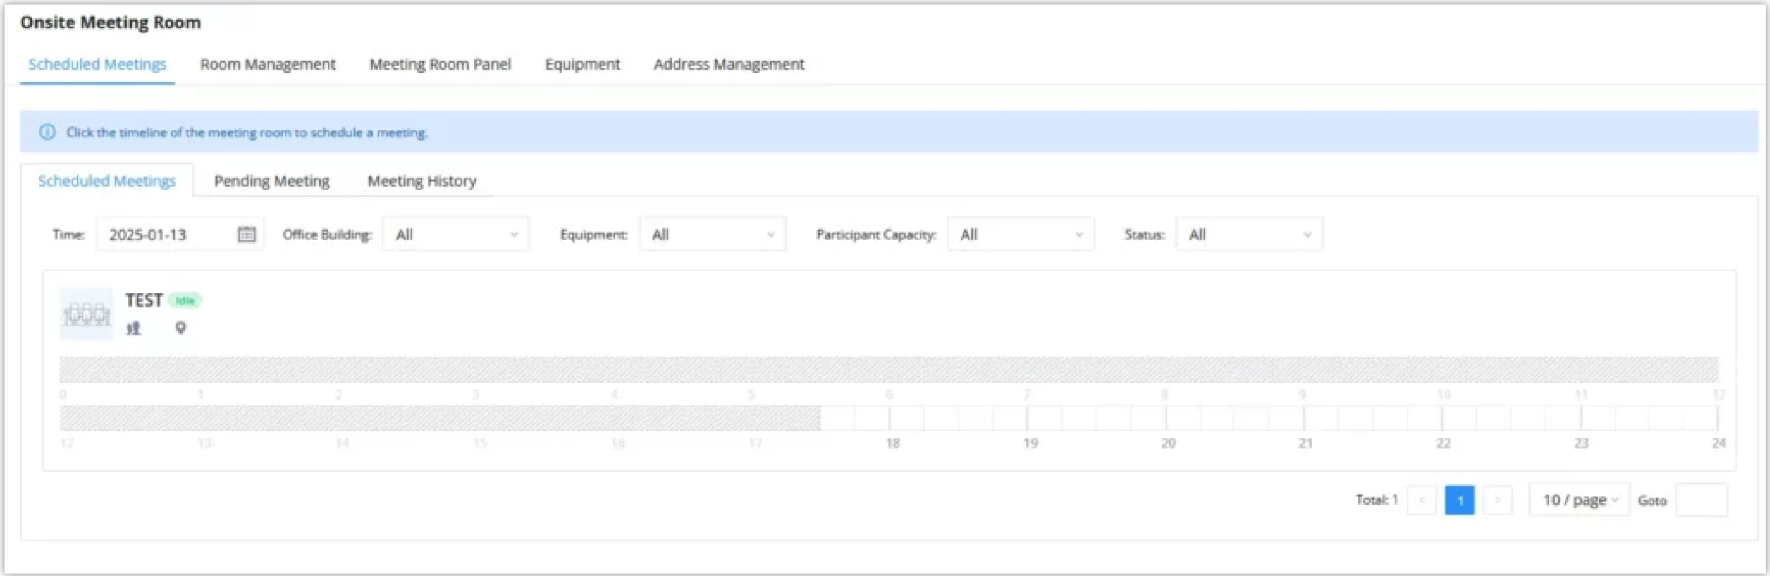 Onsite Meeting Room
Scheduled Meetings Room Management Meeting Room Panel Equipment Address Management
Click the timeline of the meeting room to schedule a meeting.
Scheduled Meetings Pending Meeting Meeting History
Time: 2025-01-13 Office Building: All Equipment: All Participant Capacity: All Status: All
TEST Idle
0 1 2 3 4 5 6 7 8 9 10 11 12
12 13 14 15 16 17 18 19 20 21 22 23 24
Total: 1 < 1 > 10 / page Goto